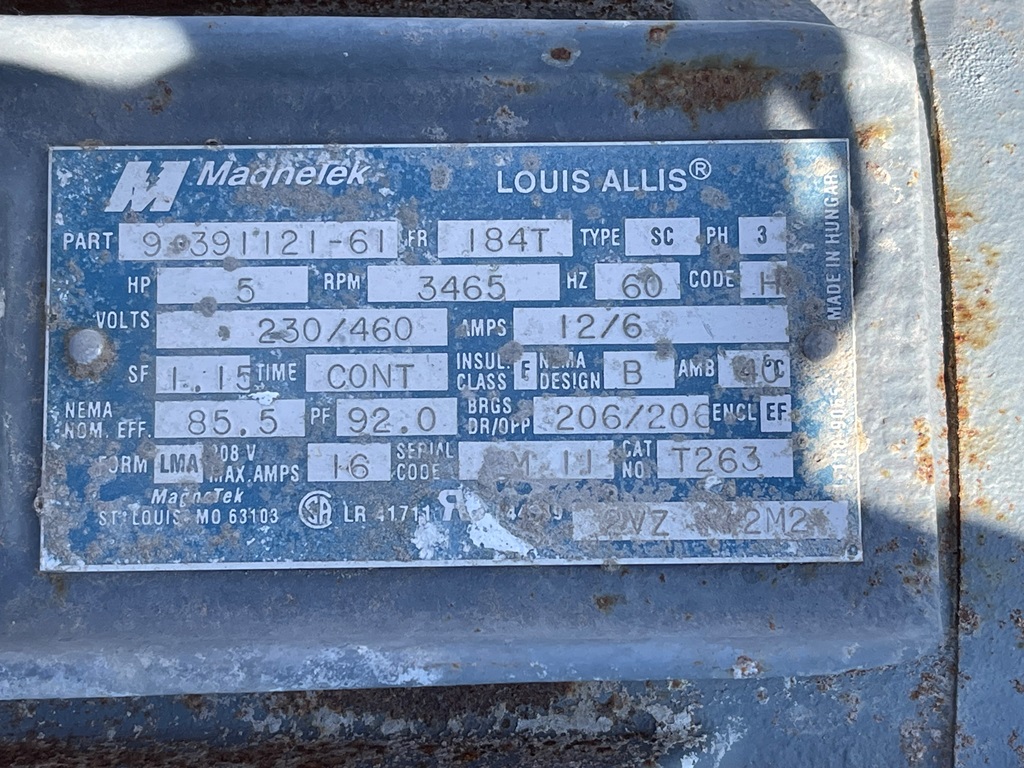 MagneTek LOUIS ALLIS®
PART 9-391121-61 FR 184T TYPE SC PH 3
HP 5 RPM 3465 HZ 60 CODE H
VOLTS 230/460 AMPS 12/6
SF 1.15 TIME CONT INSUL. CLASS F NEMA DESIGN B AMB 40°C
NEMA NOM. EFF. 85.5 PF 92.0 BRGS DR/OPP 206/206 ENCL EF
FORM LMA 208 V MAX. AMPS 16 SERIAL CODE M 11 CAT NO T263
MagneTek
ST. LOUIS MO 63103 LR 41711
MADE IN HUNGAR